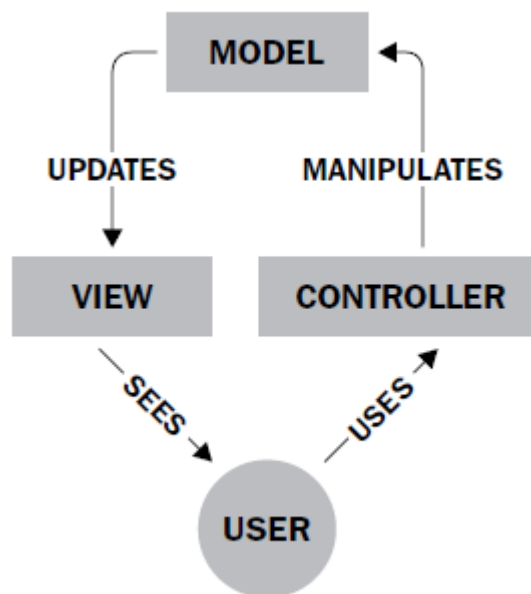 MODEL
UPDATES
MANIPULATES
VIEW
CONTROLLER
SEES
USES
USER